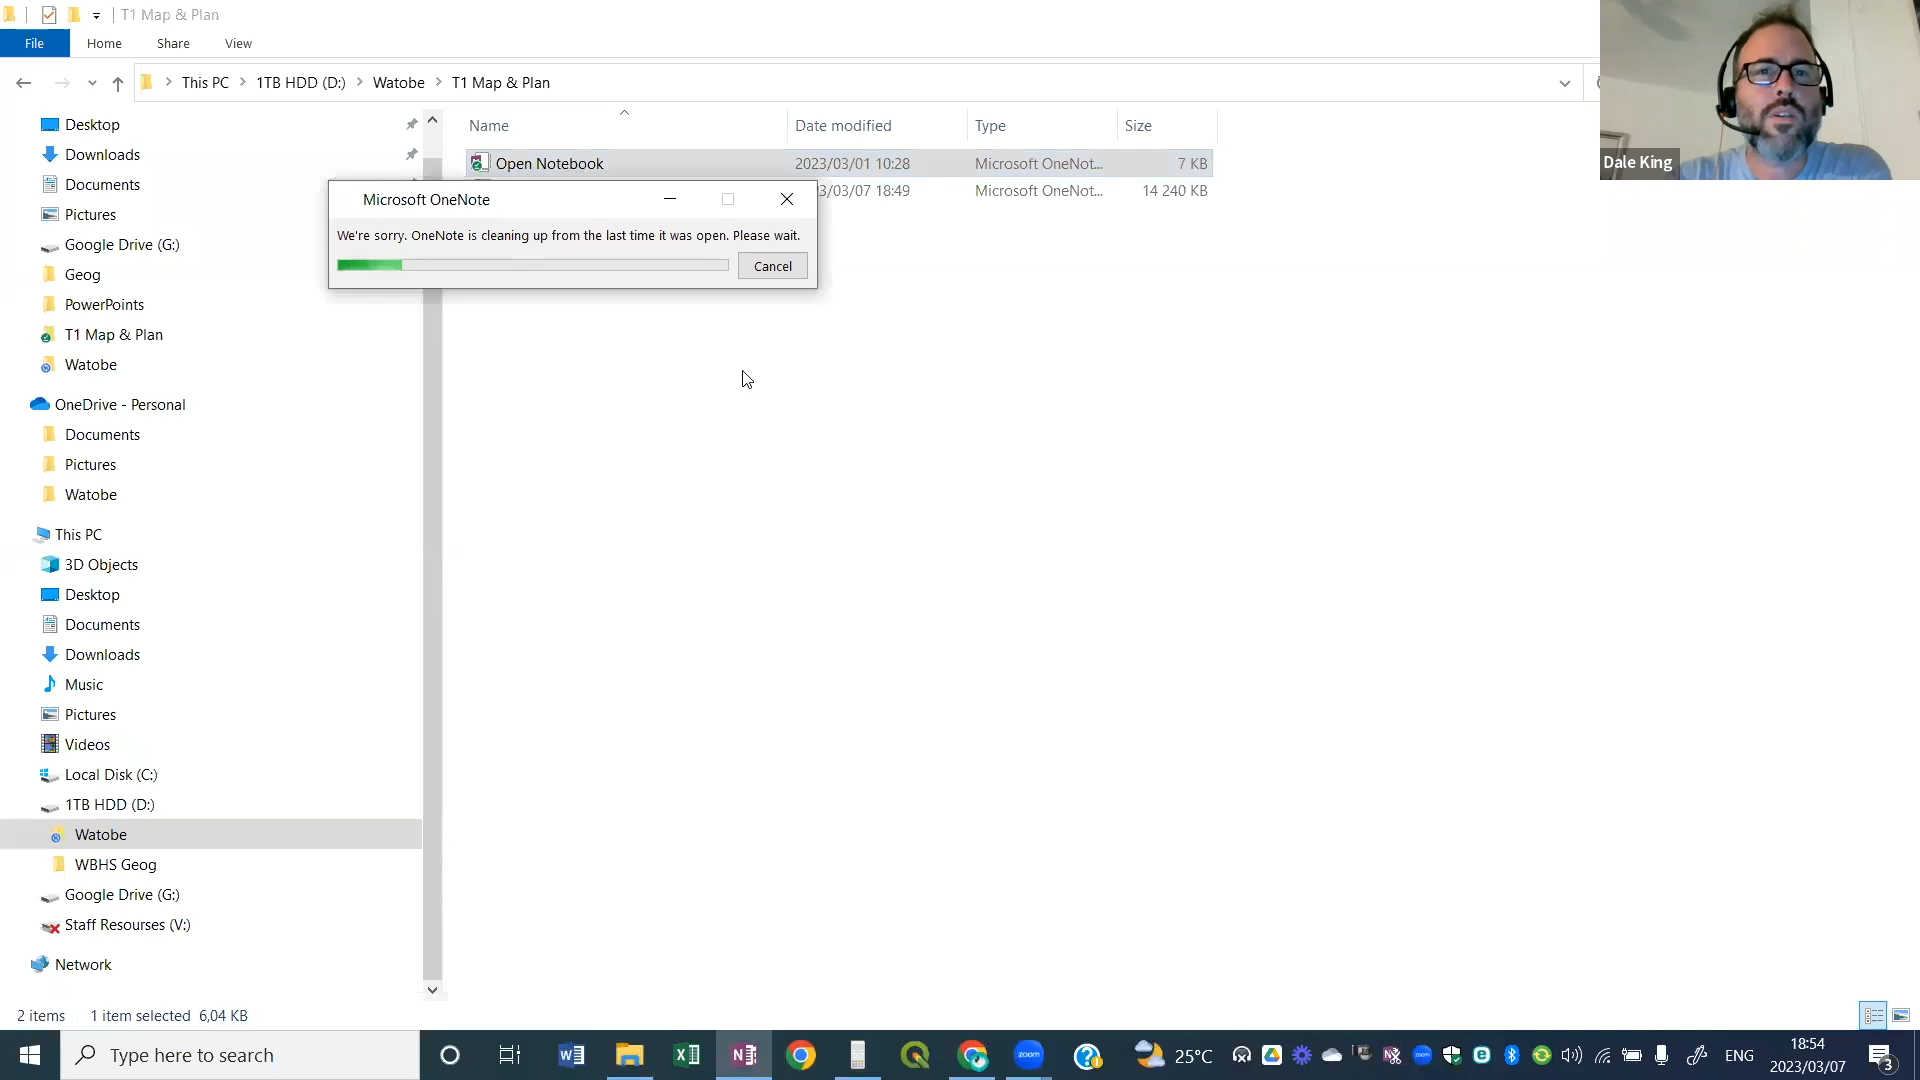 T1 Map & Plan
File Home Share View
This PC 1TB HDD (D:) Watobe T1 Map & Plan
Name Date modified Type Size
Open Notebook 2023/03/01 10:28 Microsoft OneNot... 7 KB
3/03/07 18:49 Microsoft OneNot... 14 240 KB
Microsoft OneNote
We're sorry. OneNote is cleaning up from the last time it was open. Please wait.
Cancel
Dale King
Desktop
Downloads
Documents
Pictures
Google Drive (G:)
Geog
PowerPoints
T1 Map & Plan
Watobe
OneDrive - Personal
Documents
Pictures
Watobe
This PC
3D Objects
Desktop
Documents
Downloads
Music
Pictures
Videos
Local Disk (C:)
1TB HDD (D:)
Watobe
WBHS Geog
Google Drive (G:)
Staff Resourses (V:)
Network
2 items 1 item selected 6,04 KB
Type here to search
zoom
25°C
ENG
18:54
2023/03/07
3